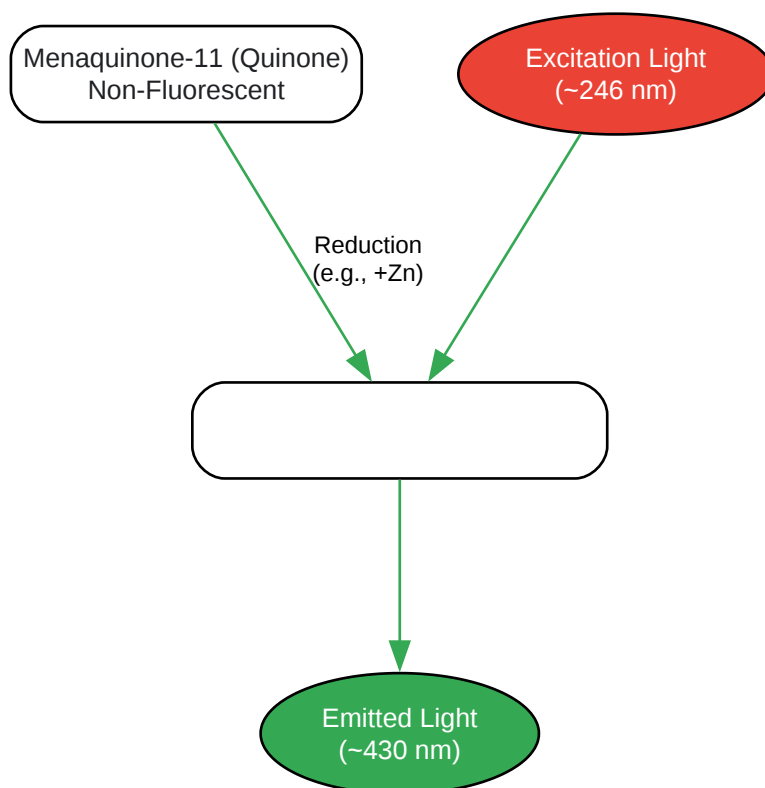 Menaquinone-11 (Quinone)
Non-Fluorescent
Excitation Light
(~246 nm)
Reduction
(e.g., +Zn)
Emitted Light
(~430 nm)